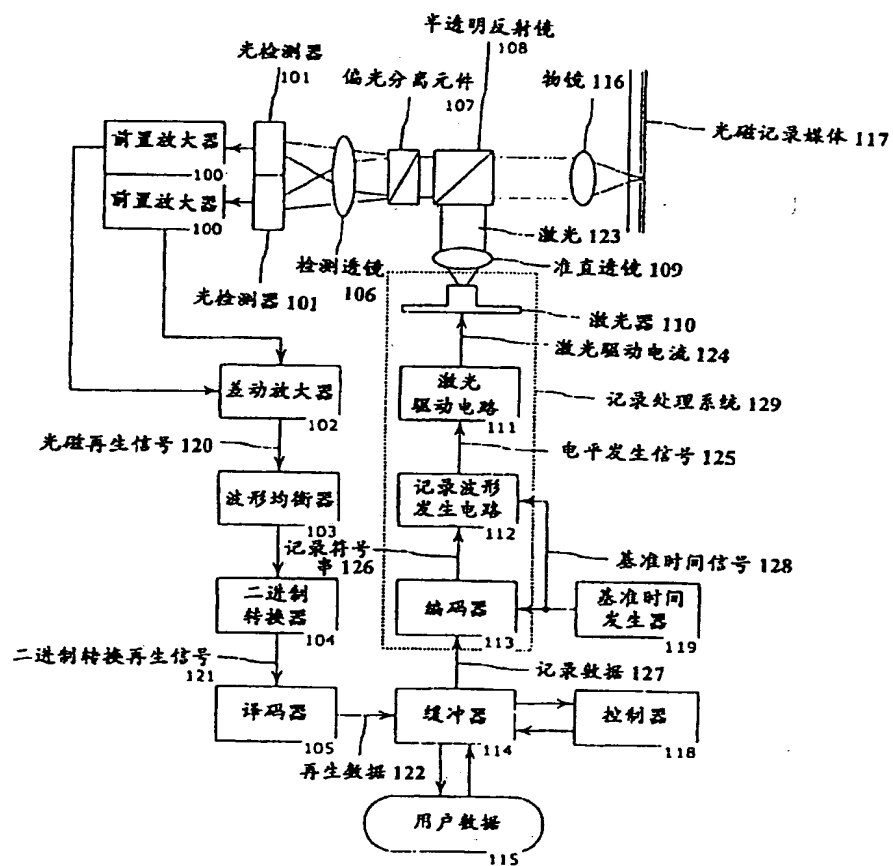 半透明反射镜
108
光检测器
101
偏光分离元件
107
物镜 116
光磁记录媒体 117
前置放大器
100
前置放大器
100
激光 123
检测透镜
106
准直透镜 109
光检测器 101
激光器 110
激光驱动电流 124
差动放大器
102
激光
驱动电路
111
记录处理系统 129
光磁再生信号 120
电平发生信号 125
波形均衡器
103
记录波形
发生电路
112
记录符号
串 126
基准时间信号 128
二进制
转换器
104
编码器
113
基准时间
发生器
119
二进制转换再生信号
121
记录数据 127
译码器
105
缓冲器
114
控制器
118
再生数据 122
用户数据
115